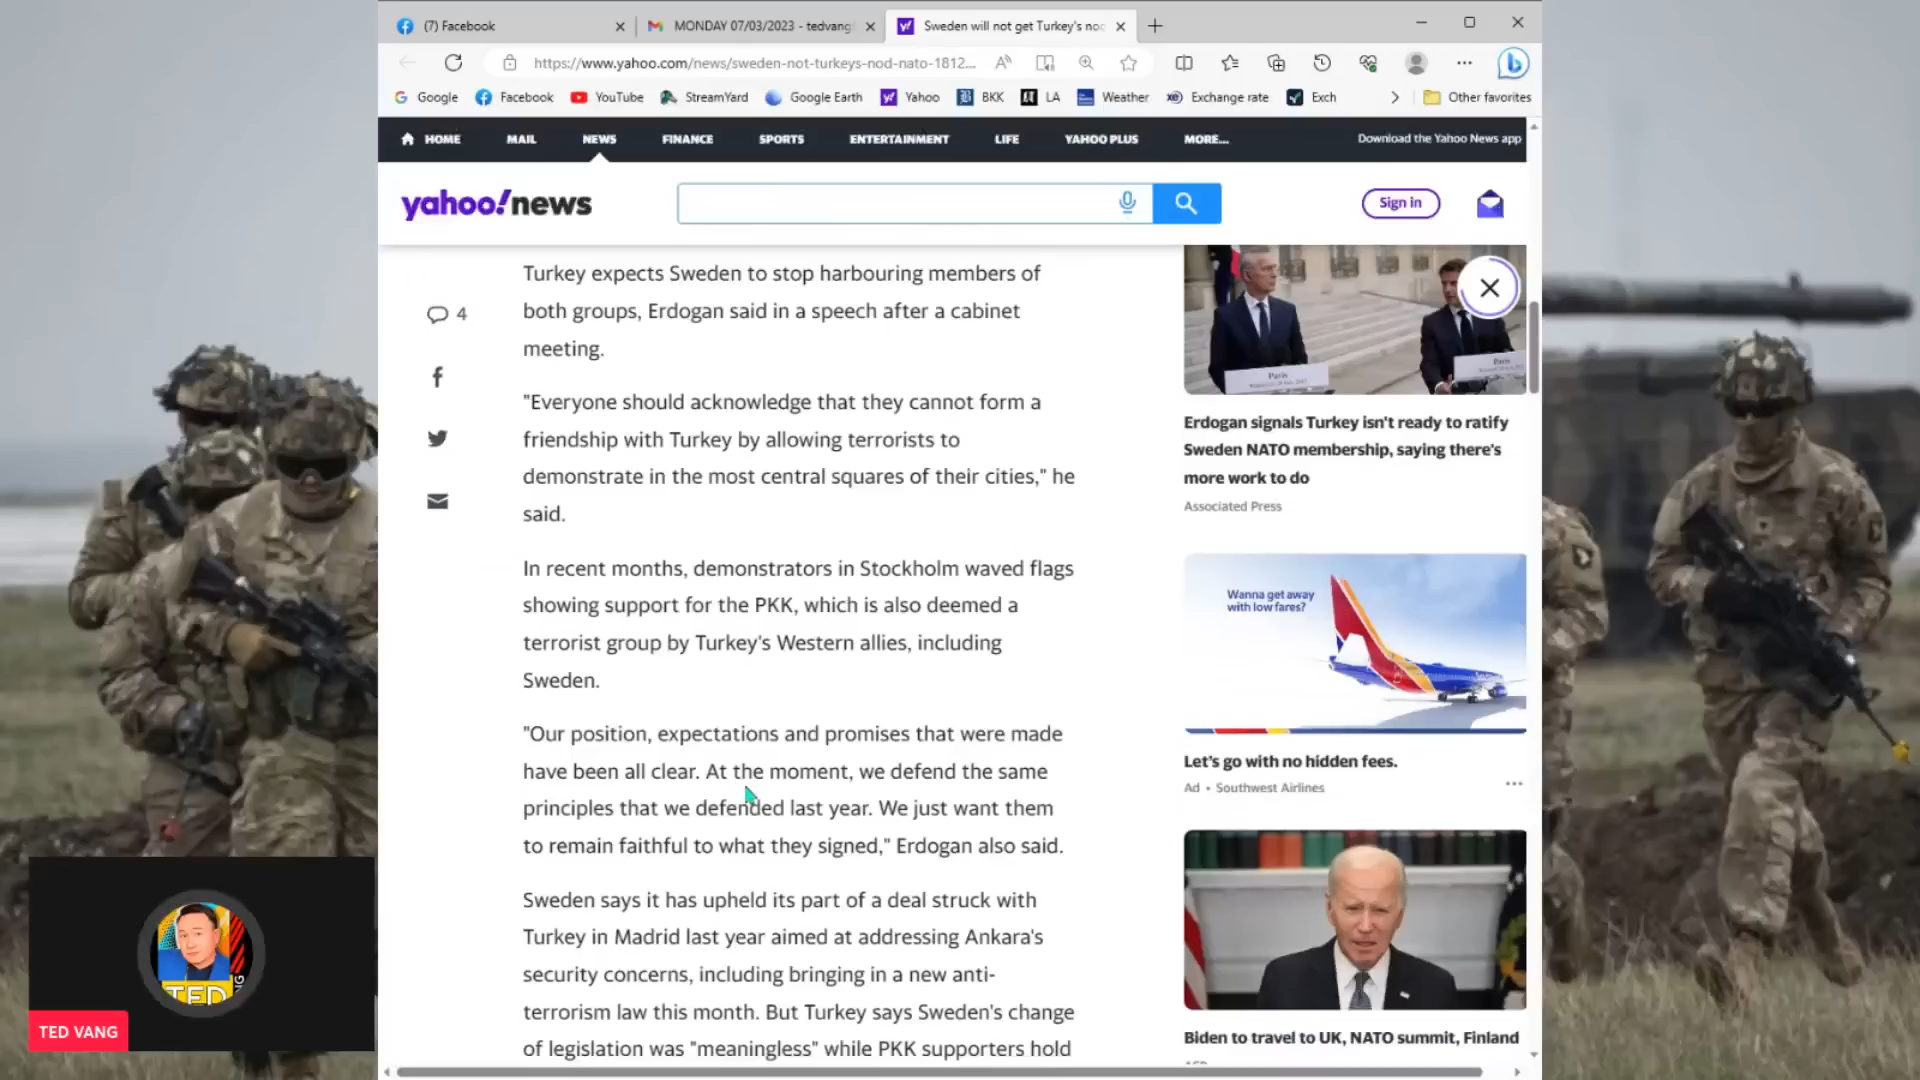 (7) Facebook
MONDAY 07/03/2023 - tedvang
Sweden will not get Turkey's nod
https://www.yahoo.com/news/sweden-not-turkeys-nod-nato-1812...
Google
Facebook
YouTube
StreamYard
Google Earth
Yahoo
BKK
LA
Weather
Exchange rate
Exch
Other favorites
HOME
MAIL
NEWS
FINANCE
SPORTS
ENTERTAINMENT
LIFE
YAHOO PLUS
MORE...
Download the Yahoo News app
yahoo!news
Sign in
4
Turkey expects Sweden to stop harbouring members of
both groups, Erdogan said in a speech after a cabinet
meeting.
"Everyone should acknowledge that they cannot form a
friendship with Turkey by allowing terrorists to
demonstrate in the most central squares of their cities," he
said.
In recent months, demonstrators in Stockholm waved flags
showing support for the PKK, which is also deemed a
terrorist group by Turkey's Western allies, including
Sweden.
"Our position, expectations and promises that were made
have been all clear. At the moment, we defend the same
principles that we defended last year. We just want them
to remain faithful to what they signed," Erdogan also said.
Sweden says it has upheld its part of a deal struck with
Turkey in Madrid last year aimed at addressing Ankara's
security concerns, including bringing in a new anti-
terrorism law this month. But Turkey says Sweden's change
of legislation was "meaningless" while PKK supporters hold
Paris
Paris
Erdogan signals Turkey isn't ready to ratify
Sweden NATO membership, saying there's
more work to do
Associated Press
Wanna get away
with low fares?
Let's go with no hidden fees.
Ad • Southwest Airlines
Biden to travel to UK, NATO summit, Finland
TED
TED VANG